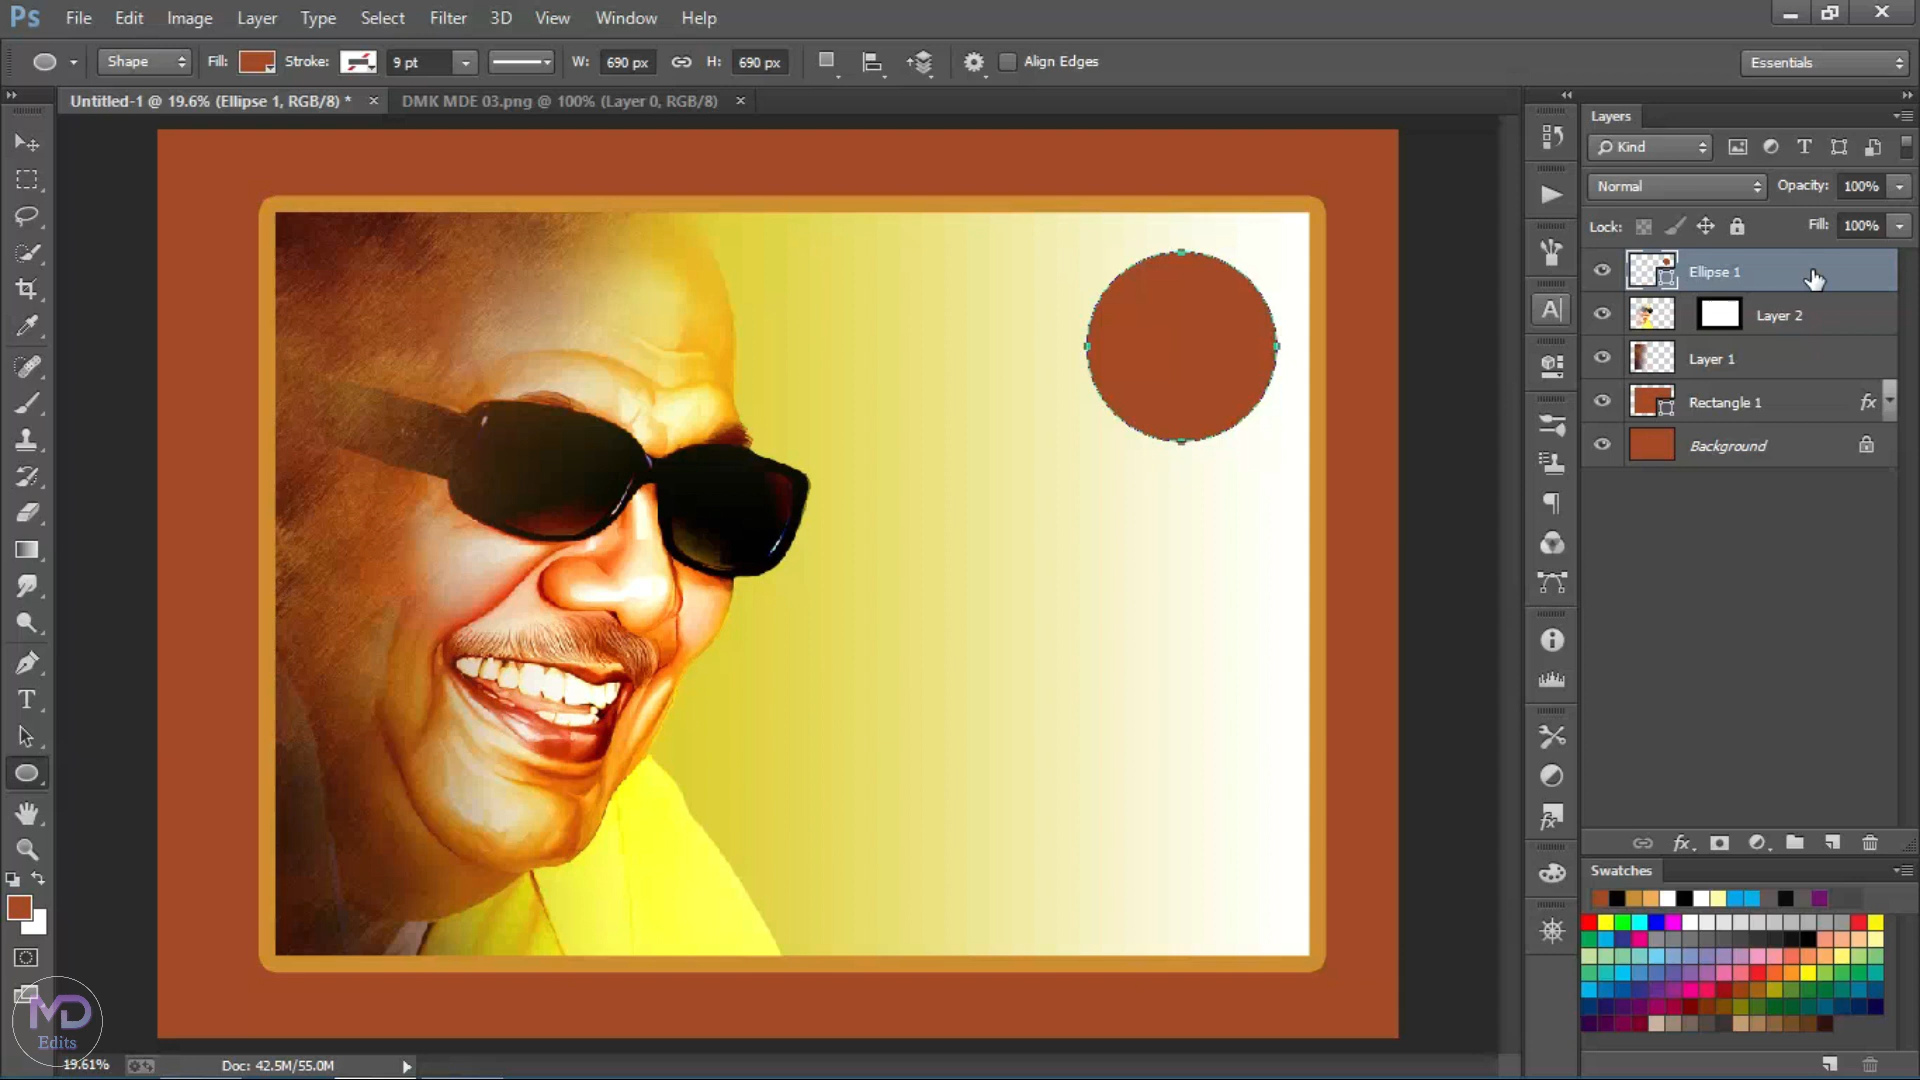 Ps File Edit Image Layer Type Select Filter 3D View Window Help
Shape Fill: Stroke: 9 pt W: 690 px H: 690 px Align Edges Essentials
Untitled-1 @ 19.6% (Ellipse 1, RGB/8) * DMK MDE 03.png @ 100% (Layer 0, RGB/8)
Layers
Kind
Normal Opacity: 100%
Lock: Fill: 100%
Ellipse 1
Layer 2
Layer 1
Rectangle 1 fx
Background
Swatches
MD
Edits
19.61% Doc: 42.5M/55.0M